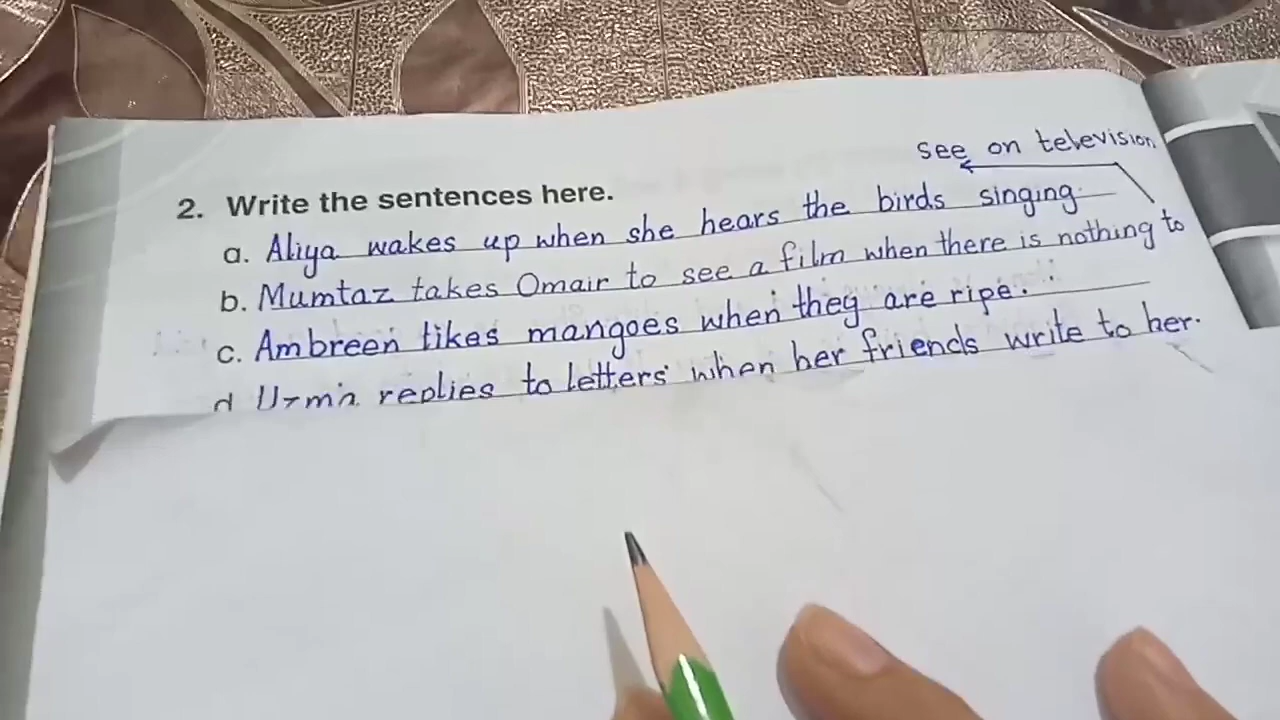 see on television
2. Write the sentences here.
a. Aliya wakes up when she hears the birds singing.
b. Mumtaz takes Omair to see a film when there is nothing to
c. Ambreen likes mangoes when they are ripe.
d Uzma replies to letters when her friends write to her.